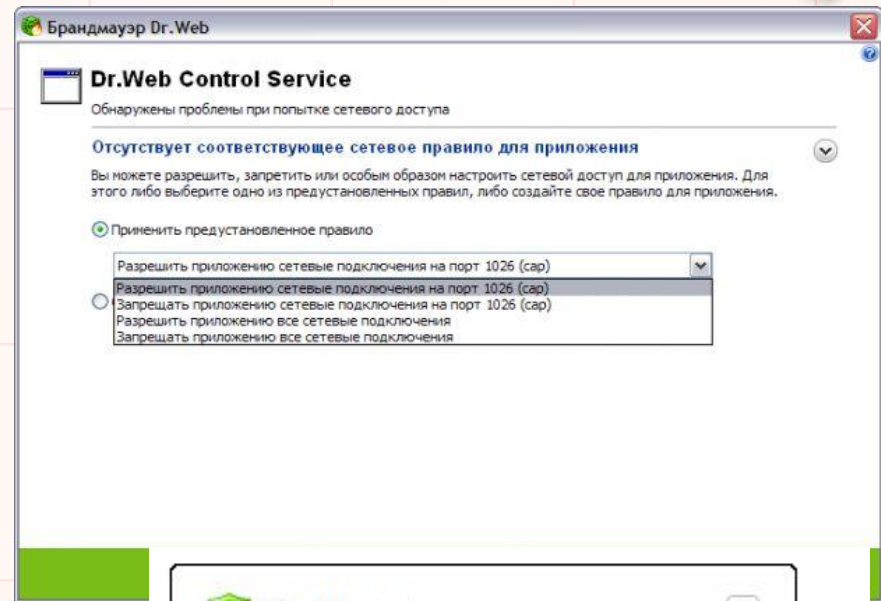 Брандмауэр Dr.Web
Dr.Web Control Service
Обнаружены проблемы при попытке сетевого доступа
Отсутствует соответствующее сетевое правило для приложения
Вы можете разрешить, запретить или особым образом настроить сетевой доступ для приложения. Для
этого либо выберите одно из предустановленных правил, либо создайте свое правило для приложения.
Применить предустановленное правило
Разрешить приложению сетевые подключения на порт 1026 (cap)
Разрешить приложению сетевые подключения на порт 1026 (cap)
Запрещать приложению сетевые подключения на порт 1026 (cap)
Разрешить приложению все сетевые подключения
Запрещать приложению все сетевые подключения